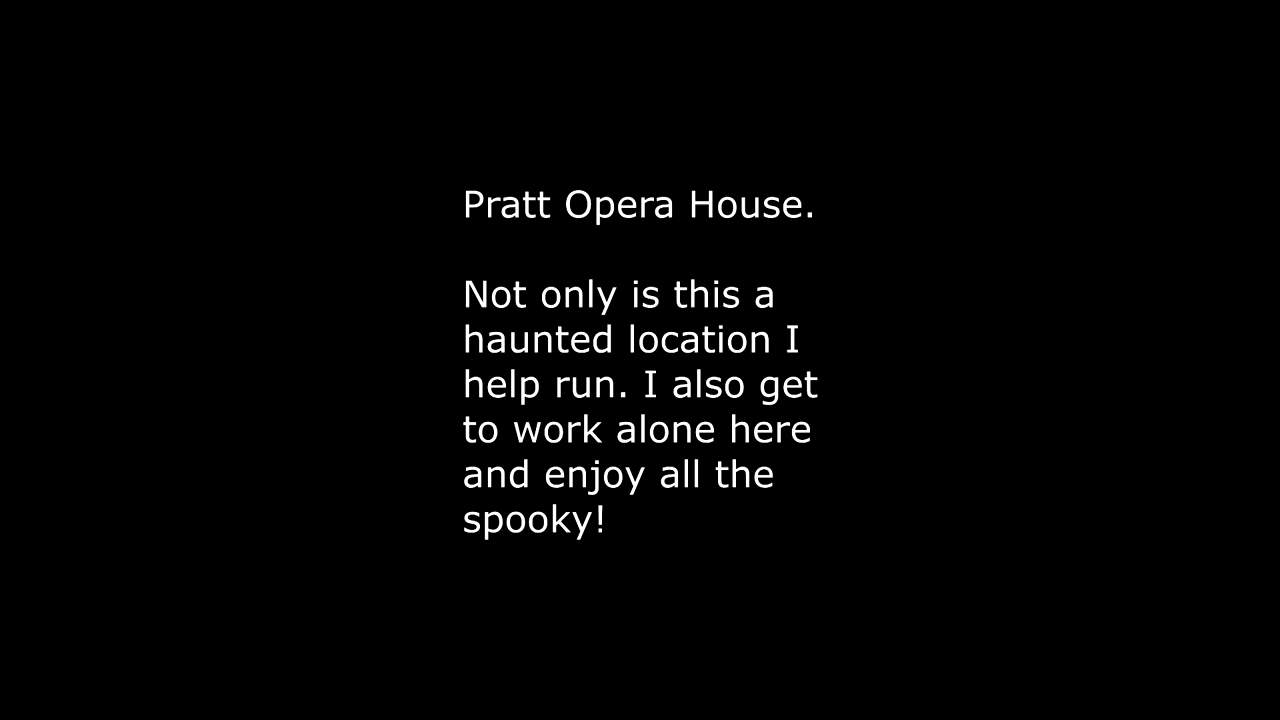 Pratt Opera House.
Not only is this a
haunted location I
help run. I also get
to work alone here
and enjoy all the
spooky!